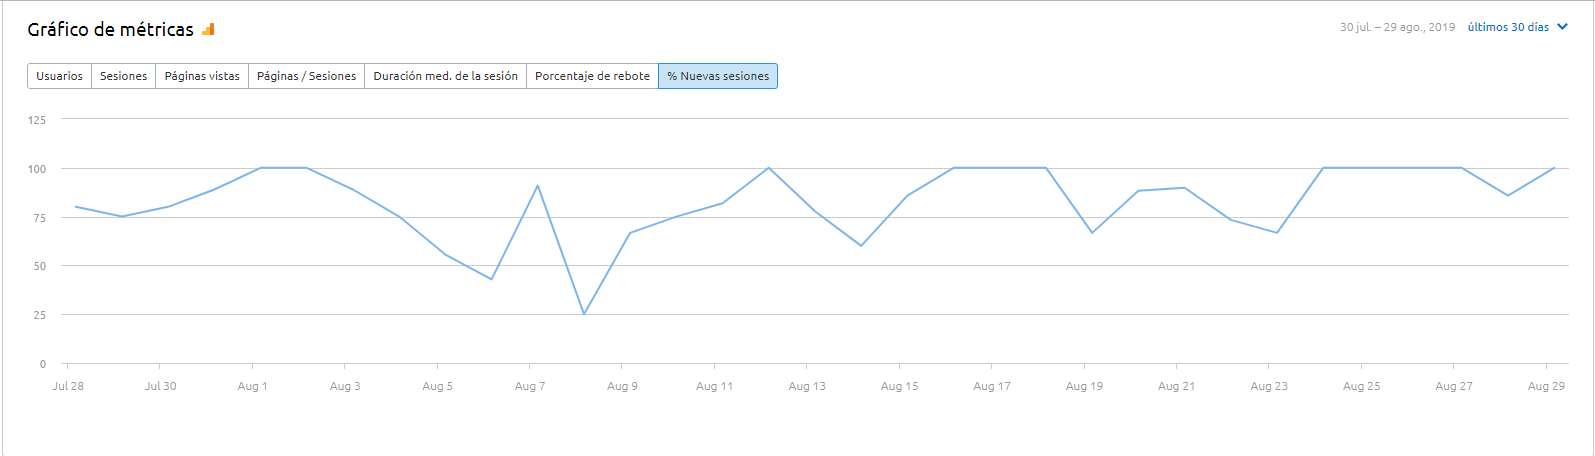 Gráfico de métricas
30 jul. – 29 ago., 2019 últimos 30 días
Usuarios Sesiones Páginas vistas Páginas / Sesiones Duración med. de la sesión Porcentaje de rebote % Nuevas sesiones
125
100
75
50
25
0
Jul 28 Jul 30 Aug 1 Aug 3 Aug 5 Aug 7 Aug 9 Aug 11 Aug 13 Aug 15 Aug 17 Aug 19 Aug 21 Aug 23 Aug 25 Aug 27 Aug 29